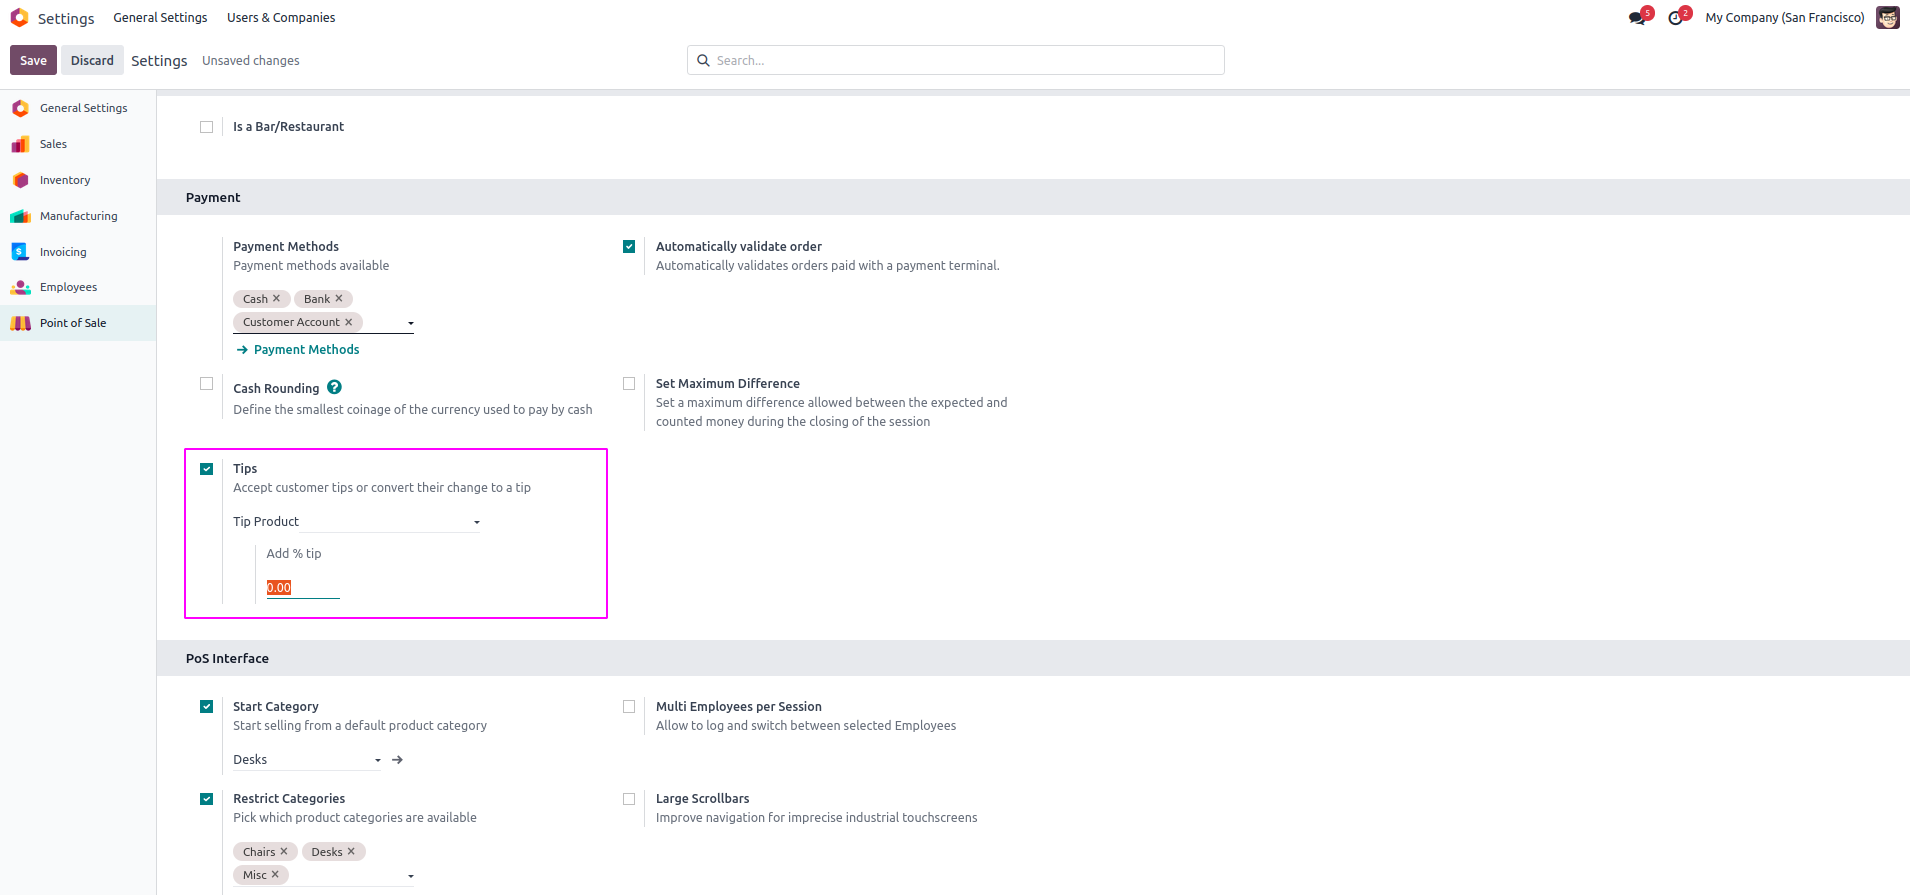 Settings General Settings Users & Companies 5 2 My Company (San Francisco)
Save Discard Settings Unsaved changes Search...
General Settings
Sales
Inventory
Manufacturing
Invoicing
Employees
Point of Sale
Is a Bar/Restaurant
Payment
Payment Methods
Payment methods available
Cash × Bank ×
Customer Account ×
→ Payment Methods
Automatically validate order
Automatically validates orders paid with a payment terminal.
Cash Rounding ?
Define the smallest coinage of the currency used to pay by cash
Set Maximum Difference
Set a maximum difference allowed between the expected and
counted money during the closing of the session
Tips
Accept customer tips or convert their change to a tip
Tip Product
Add % tip
0.00
PoS Interface
Start Category
Start selling from a default product category
Desks
Multi Employees per Session
Allow to log and switch between selected Employees
Restrict Categories
Pick which product categories are available
Chairs × Desks ×
Misc ×
Large Scrollbars
Improve navigation for imprecise industrial touchscreens